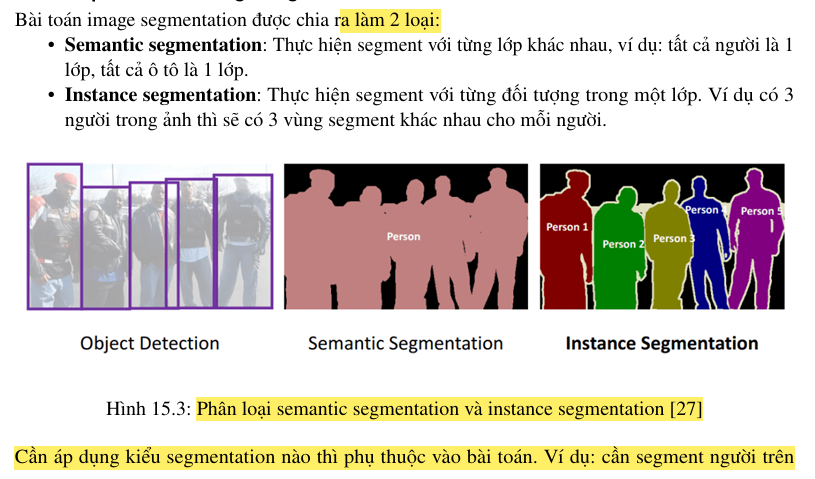 Bài toán image segmentation được chia ra làm 2 loại:
• Semantic segmentation: Thực hiện segment với từng lớp khác nhau, ví dụ: tất cả người là 1
lớp, tất cả ô tô là 1 lớp.
• Instance segmentation: Thực hiện segment với từng đối tượng trong một lớp. Ví dụ có 3
người trong ảnh thì sẽ có 3 vùng segment khác nhau cho mỗi người.
Person
Person 1
Person 2
Person 3
Person
Person 5
Object Detection
Semantic Segmentation
Instance Segmentation
Hình 15.3: Phân loại semantic segmentation và instance segmentation [27]
Cần áp dụng kiểu segmentation nào thì phụ thuộc vào bài toán. Ví dụ: cần segment người trên